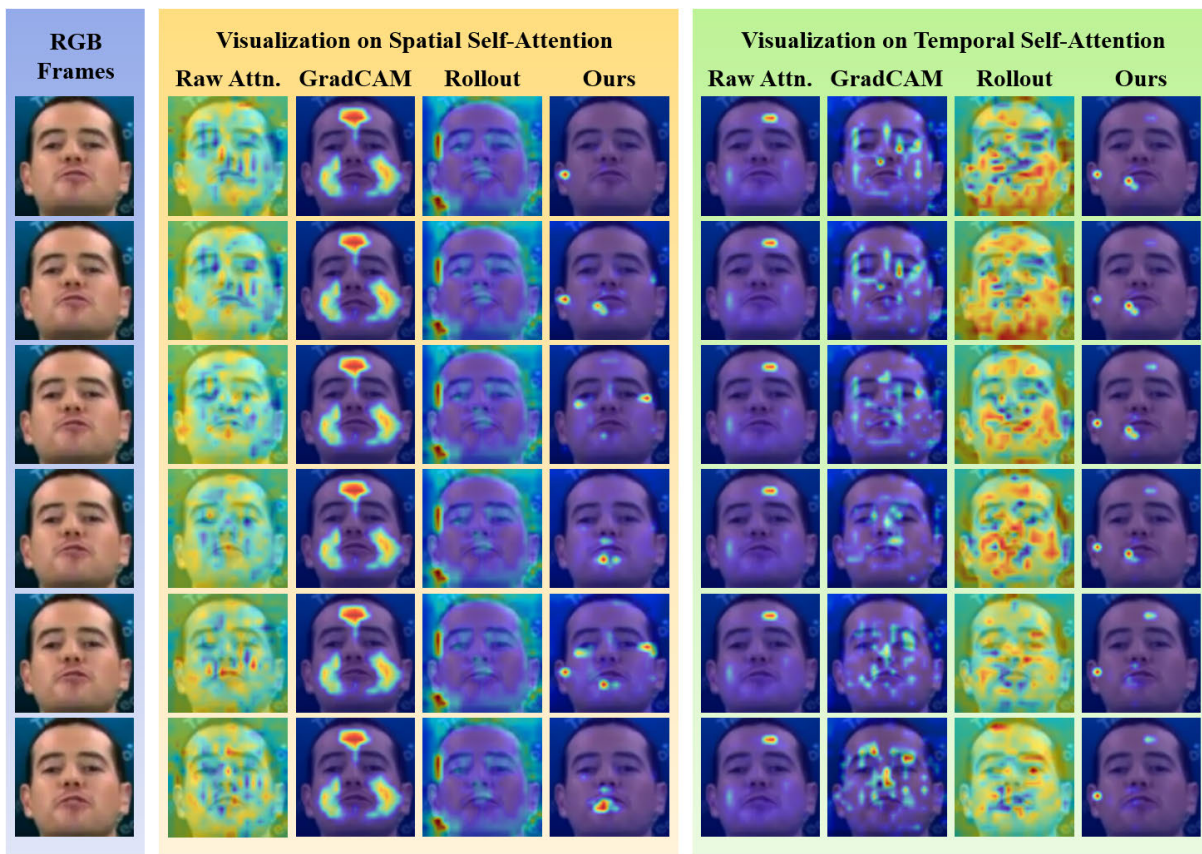 RGB
Frames
Visualization on Spatial Self-Attention
Raw Attn. GradCAM Rollout Ours
Visualization on Temporal Self-Attention
Raw Attn. GradCAM Rollout Ours